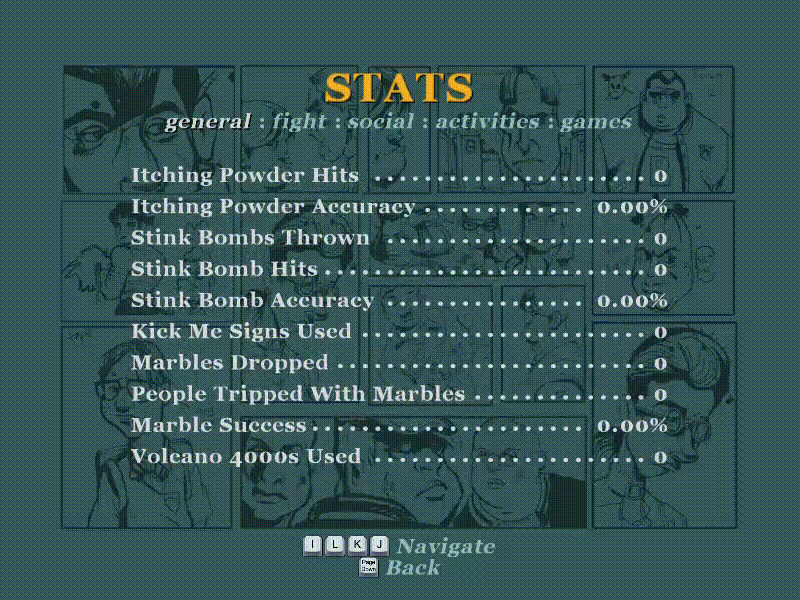 STATS
general : fight : social : activities : games
Itching Powder Hits .......................... 0
Itching Powder Accuracy ............... 0.00%
Stink Bombs Thrown ......................... 0
Stink Bomb Hits ............................... 0
Stink Bomb Accuracy ................... 0.00%
Kick Me Signs Used ........................... 0
Marbles Dropped .............................. 0
People Tripped With Marbles ................. 0
Marble Success .......................... 0.00%
Volcano 4000s Used .......................... 0
I L K J Navigate
Page Down Back